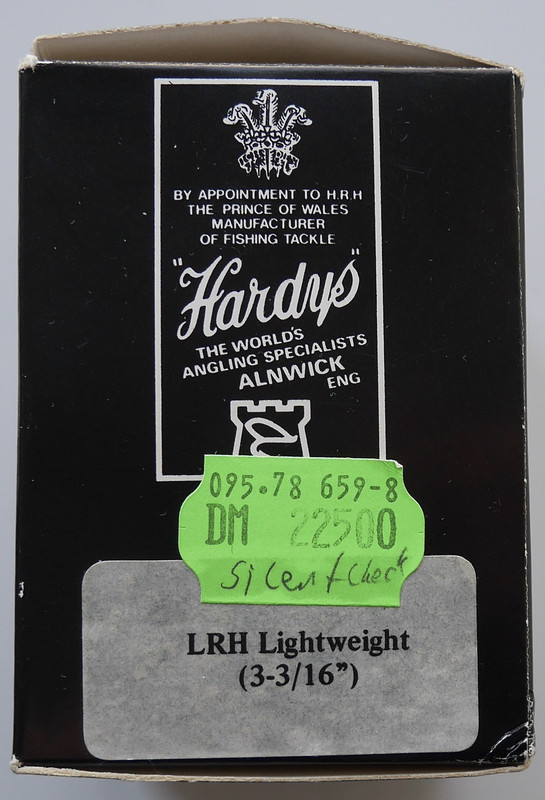 BY APPOINTMENT TO H.R.H
THE PRINCE OF WALES
MANUFACTURER
OF FISHING TACKLE
"Hardys"
THE WORLD'S
ANGLING SPECIALISTS
ALNWICK
ENG
095.78 659-8
DM 22500
Silent Check
LRH Lightweight
(3-3/16”)